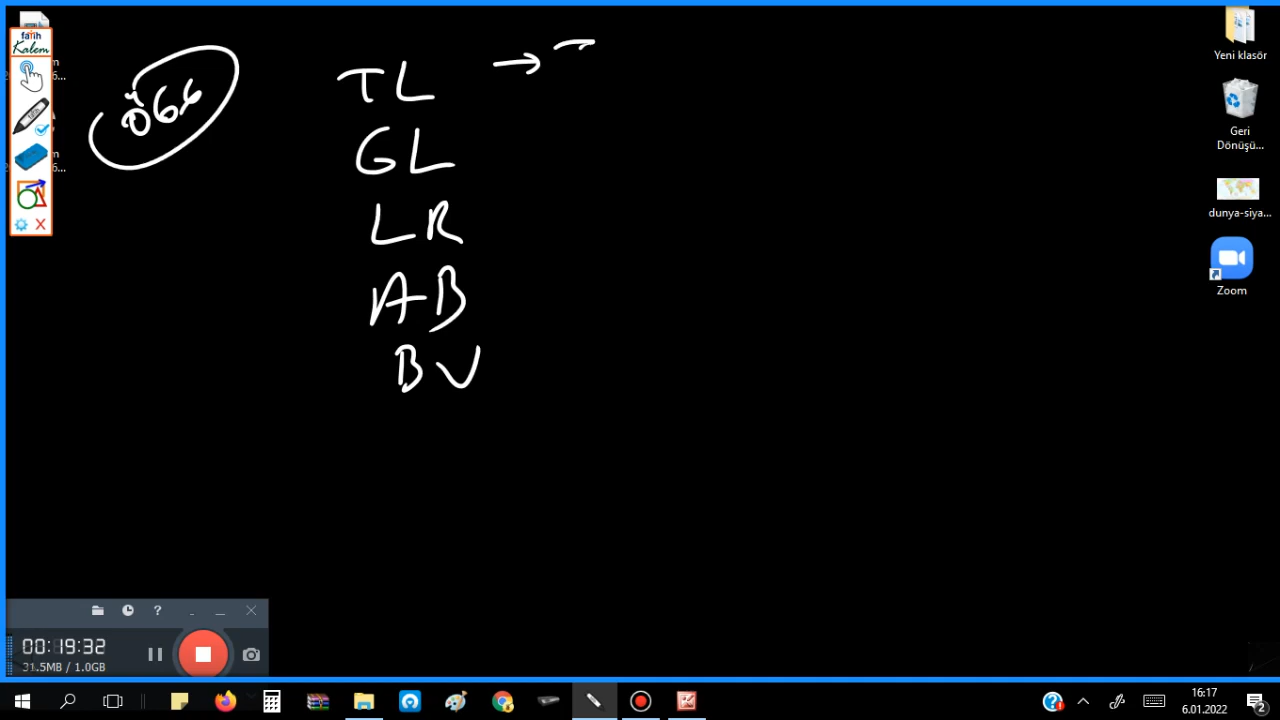 fatih
Kalem
TL →
GL
LR
AB
BV
Yeni klasör
Geri
Dönüşü...
dunya-siya...
Zoom
00:19:32
31.5MB / 1.0GB
16:17
6.01.2022
2